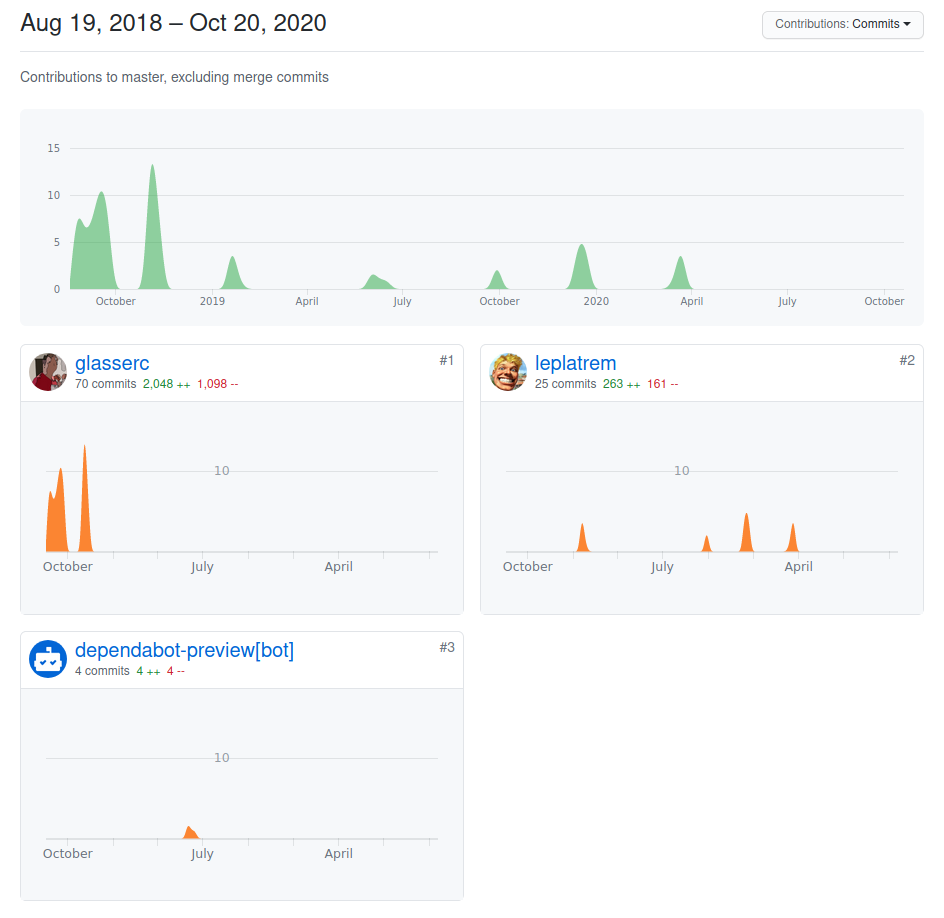 Aug 19, 2018 – Oct 20, 2020
Contributions: Commits
Contributions to master, excluding merge commits
15
10
5
0
October 2019 April July October 2020 April July October
glasserc #1
70 commits 2,048 ++ 1,098 --
10
October July April
leplatrem #2
25 commits 263 ++ 161 --
10
October July April
dependabot-preview[bot] #3
4 commits 4 ++ 4 --
10
October July April